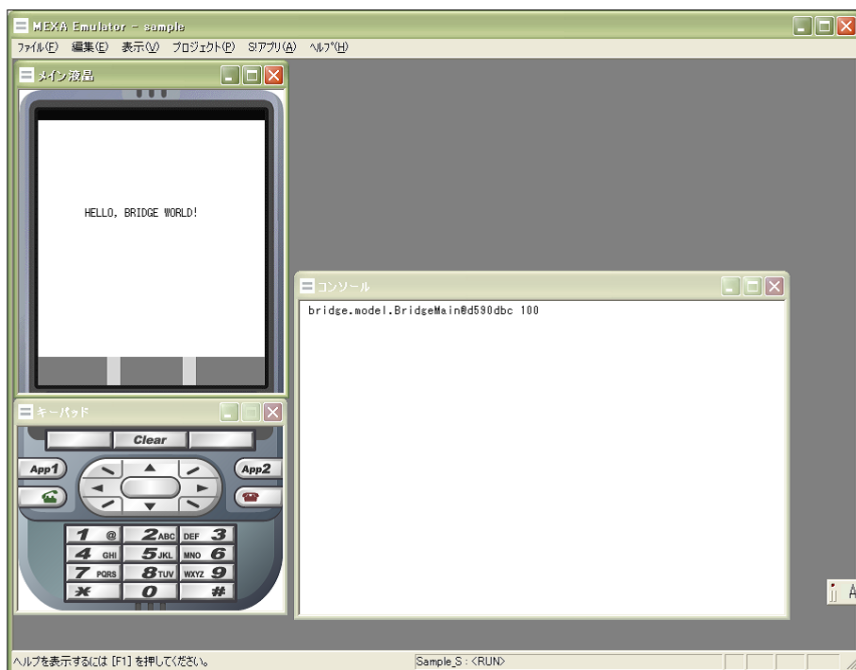 MEXA Emulator - sample
ファイル(F) 編集(E) 表示(V) プロジェクト(P) S!アプリ(A) ヘルプ(H)
メイン液晶
HELLO, BRIDGE WORLD!
コンソール
bridge.model.BridgeMain@d590dbc 100
キーパッド
Clear
App1
App2
1 @ 2 ABC DEF 3
4 GHI 5 JKL MNO 6
7 PQRS 8 TUV WXYZ 9
* 0 #
A
ヘルプを表示するには [F1] を押してください。
Sample_S : <RUN>